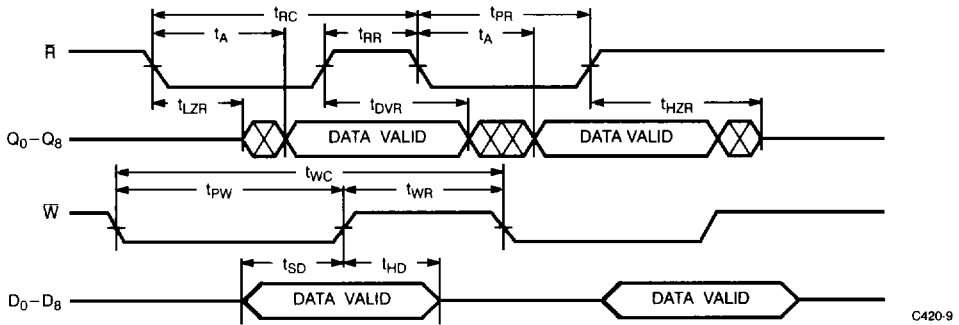 tRC tPR
tA tRR tA
R̅
tLZR tDVR tHZR
Q0–Q8 DATA VALID DATA VALID
tWC
tPW tWR
W̅
tSD tHD
D0–D8 DATA VALID DATA VALID
C420-9